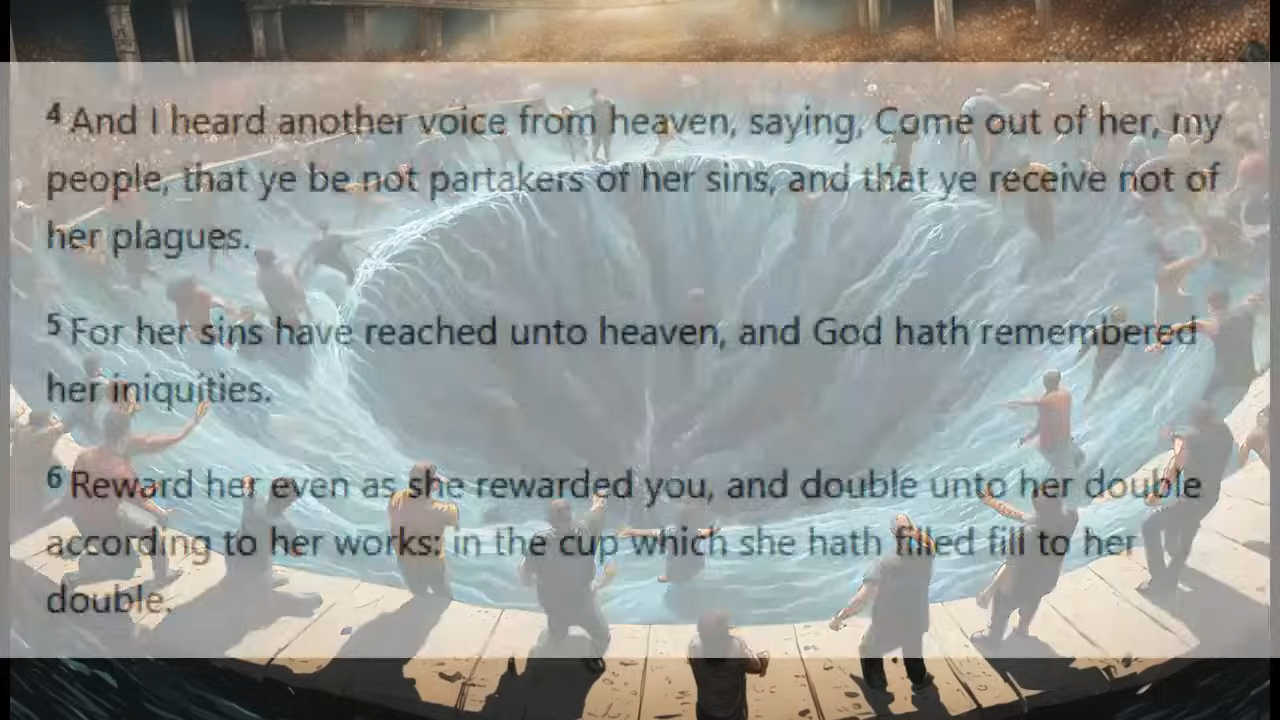 4 And I heard another voice from heaven, saying, Come out of her, my
people, that ye be not partakers of her sins, and that ye receive not of
her plagues.
5 For her sins have reached unto heaven, and God hath remembered
her iniquities.
6 Reward her even as she rewarded you, and double unto her double
according to her works: in the cup which she hath filled fill to her
double.